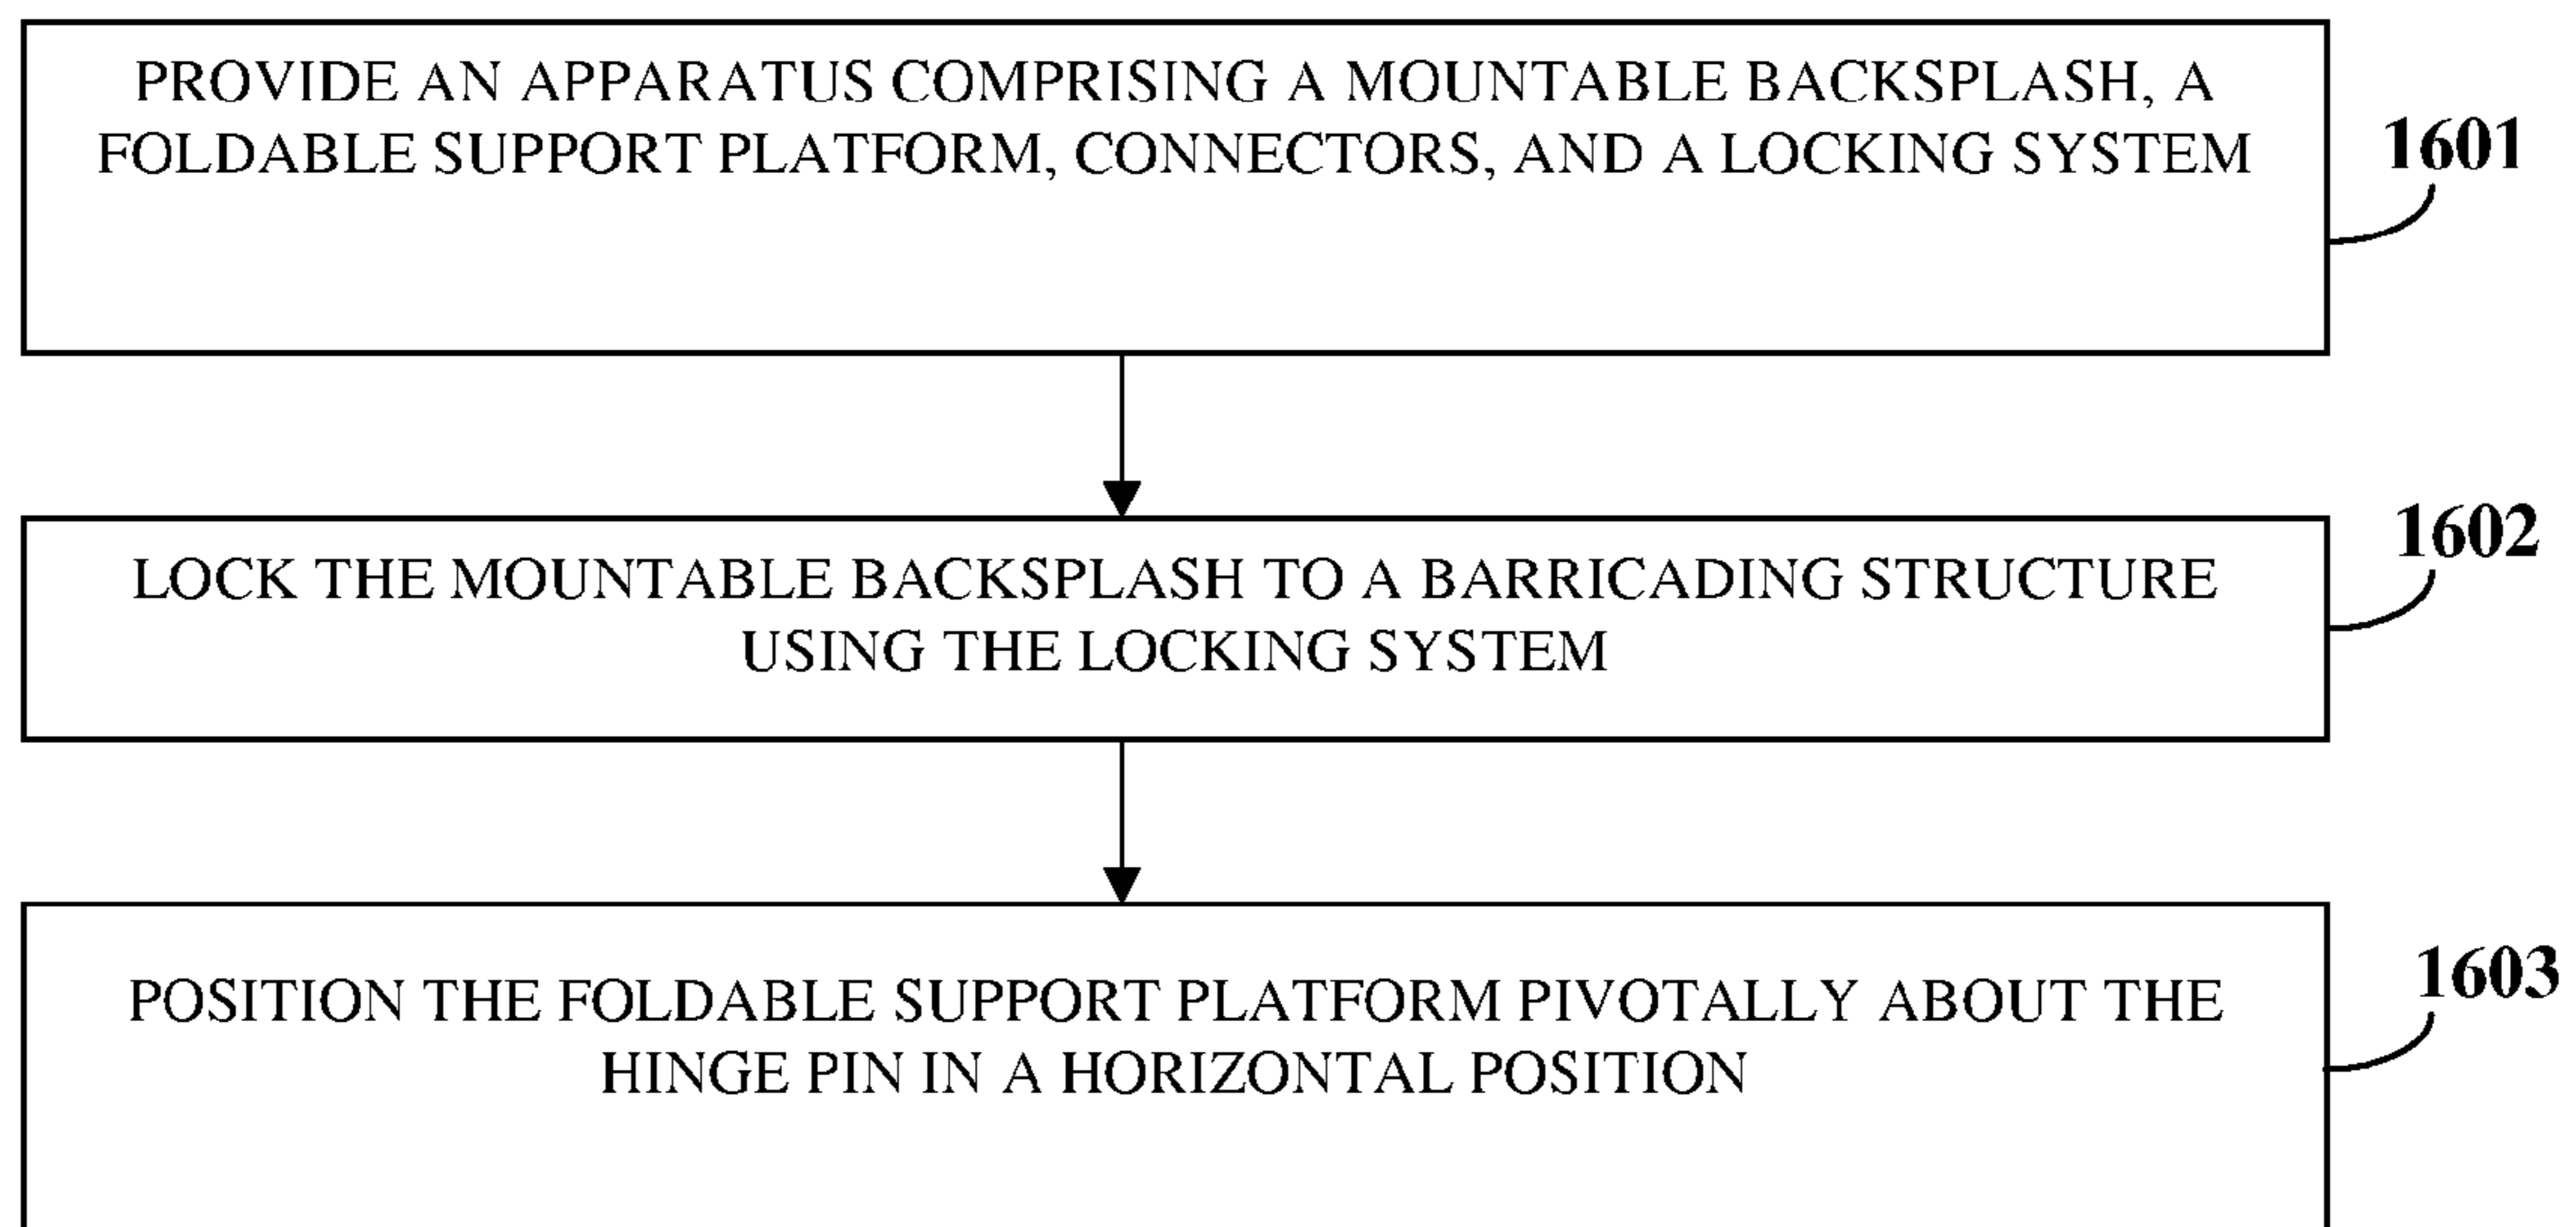 PROVIDE AN APPARATUS COMPRISING A MOUNTABLE BACKSPLASH, A
FOLDABLE SUPPORT PLATFORM, CONNECTORS, AND A LOCKING SYSTEM
1601
LOCK THE MOUNTABLE BACKSPLASH TO A BARRICADING STRUCTURE
USING THE LOCKING SYSTEM
1602
POSITION THE FOLDABLE SUPPORT PLATFORM PIVOTALLY ABOUT THE
HINGE PIN IN A HORIZONTAL POSITION
1603